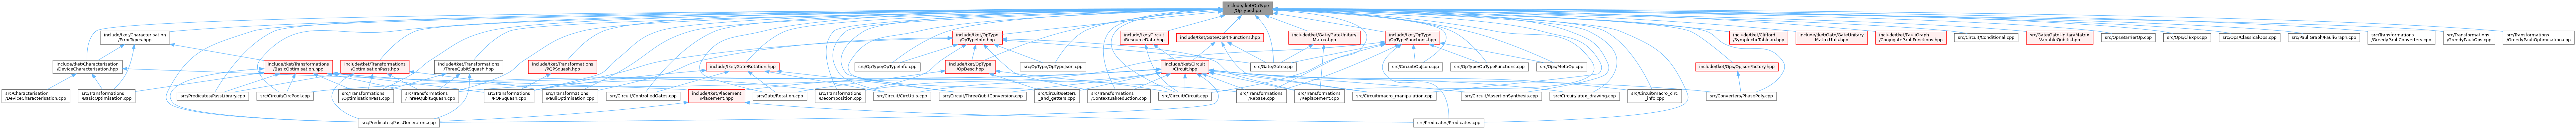 include/tket/OpType
/OpType.hpp
include/tket/Characterisation
/ErrorTypes.hpp
include/tket/OpType
/OpTypeInfo.hpp
include/tket/Circuit
/ResourceData.hpp
include/tket/Gate/OpPtrFunctions.hpp
include/tket/Gate/GateUnitary
Matrix.hpp
include/tket/OpType
/OpTypeFunctions.hpp
include/tket/Clifford
/SymplecticTableau.hpp
include/tket/Gate/GateUnitary
MatrixUtils.hpp
include/tket/PauliGraph
/ConjugatePauliFunctions.hpp
src/Circuit/Conditional.cpp
src/Gate/GateUnitaryMatrix
VariableQubits.hpp
src/Ops/BarrierOp.cpp
src/Ops/ClExpr.cpp
src/Ops/ClassicalOps.cpp
src/PauliGraph/PauliGraph.cpp
src/Transformations
/GreedyPauliConverters.cpp
src/Transformations
/GreedyPauliOps.cpp
src/Transformations
/GreedyPauliOptimisation.cpp
include/tket/Characterisation
/DeviceCharacterisation.hpp
include/tket/Transformations
/BasicOptimisation.hpp
include/tket/Transformations
/OptimisationPass.hpp
include/tket/Transformations
/ThreeQubitSquash.hpp
include/tket/Transformations
/PQPSquash.hpp
include/tket/Gate/Rotation.hpp
src/OpType/OpTypeInfo.cpp
include/tket/OpType
/OpDesc.hpp
src/OpType/OpTypeJson.cpp
include/tket/Circuit
/Circuit.hpp
src/Gate/Gate.cpp
src/Circuit/OpJson.cpp
src/OpType/OpTypeFunctions.cpp
src/Ops/MetaOp.cpp
include/tket/Ops/OpJsonFactory.hpp
src/Characterisation
/DeviceCharacterisation.cpp
src/Transformations
/BasicOptimisation.cpp
src/Predicates/PassLibrary.cpp
src/Circuit/CircPool.cpp
src/Transformations
/OptimisationPass.cpp
src/Transformations
/ThreeQubitSquash.cpp
src/Transformations
/PQPSquash.cpp
src/Transformations
/PauliOptimisation.cpp
src/Circuit/ControlledGates.cpp
include/tket/Placement
/Placement.hpp
src/Gate/Rotation.cpp
src/Transformations
/Decomposition.cpp
src/Circuit/CircUtils.cpp
src/Circuit/ThreeQubitConversion.cpp
src/Circuit/setters
_and_getters.cpp
src/Transformations
/ContextualReduction.cpp
src/Circuit/Circuit.cpp
src/Transformations
/Rebase.cpp
src/Transformations
/Replacement.cpp
src/Circuit/macro_manipulation.cpp
src/Circuit/AssertionSynthesis.cpp
src/Circuit/latex_drawing.cpp
src/Circuit/macro_circ
_info.cpp
src/Converters/PhasePoly.cpp
src/Predicates/PassGenerators.cpp
src/Predicates/Predicates.cpp